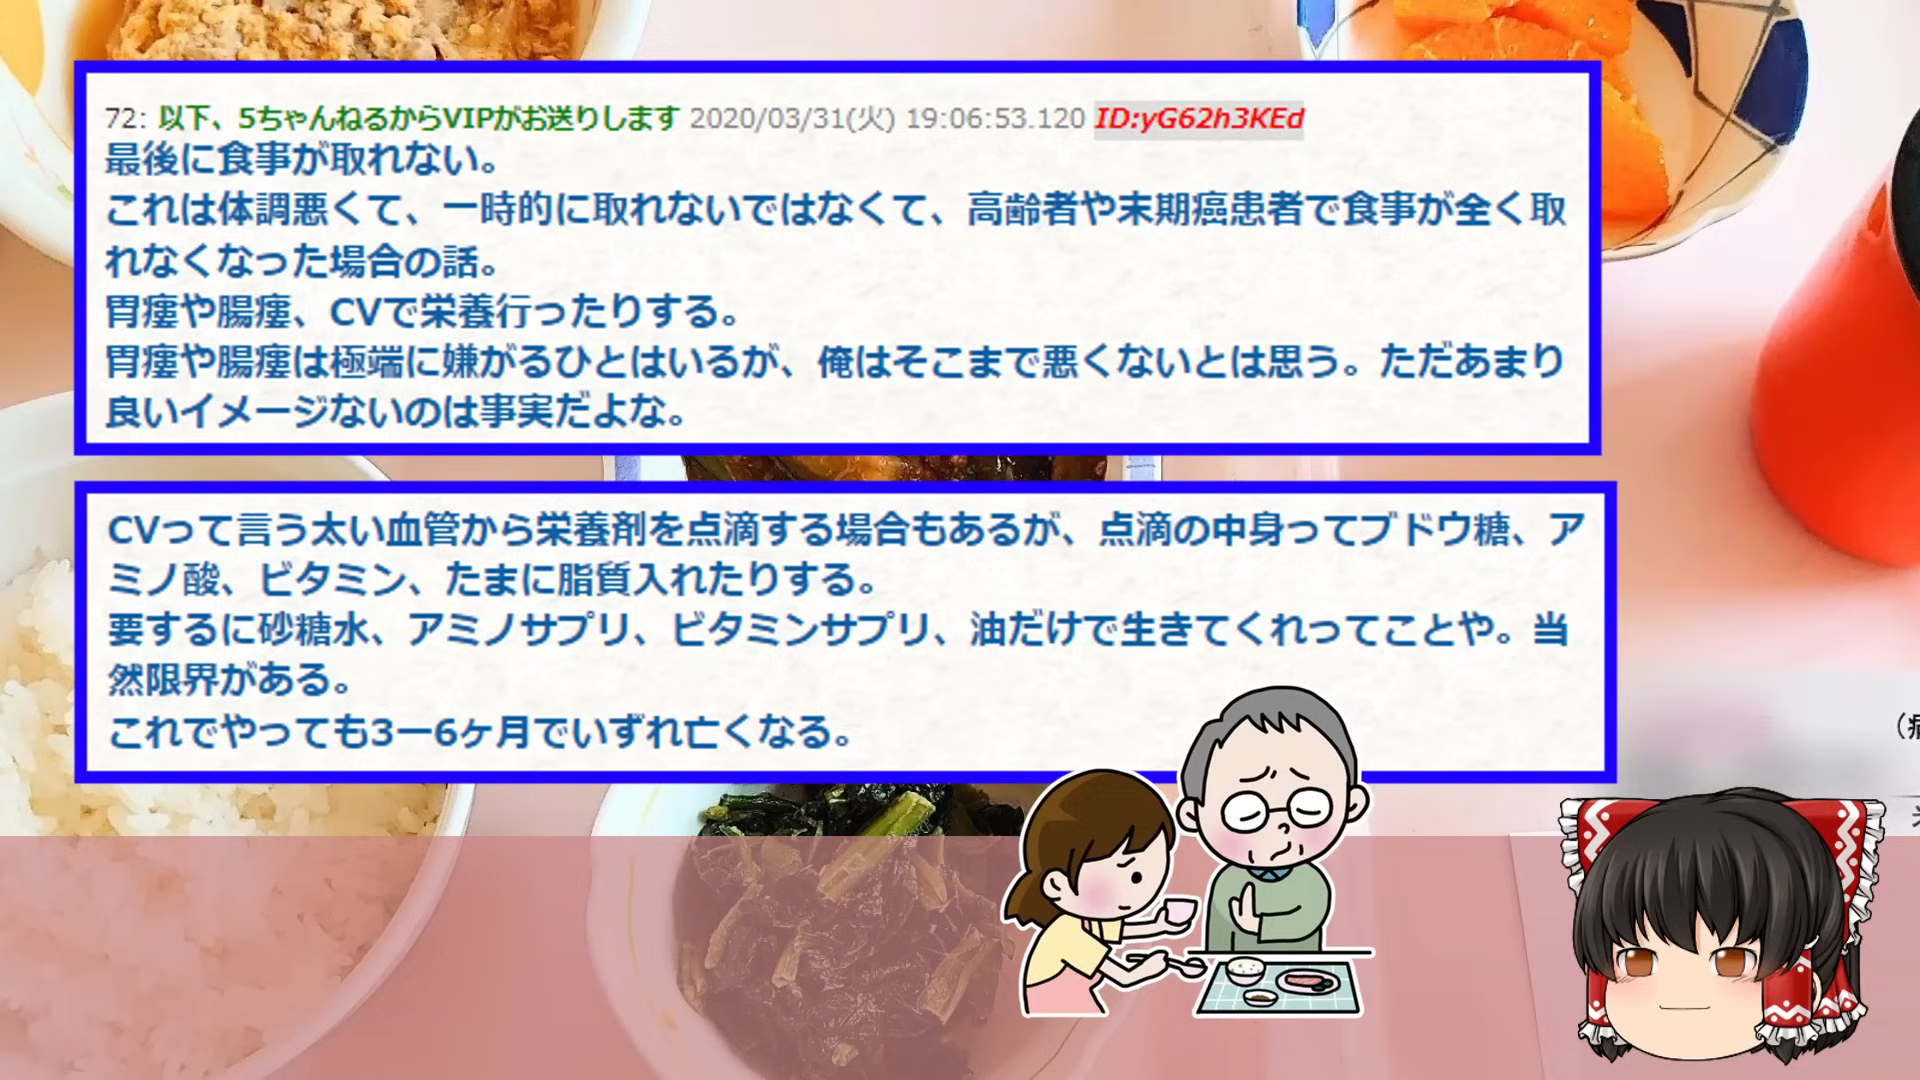 72: 以下、5ちゃんねるからVIPがお送りします 2020/03/31(火) 19:06:53.120 ID:yG62h3KEd
最後に食事が取れない。
これは体調悪くて、一時的に取れないではなくて、高齢者や末期癌患者で食事が全く取
れなくなった場合の話。
胃瘻や腸瘻、CVで栄養行ったりする。
胃瘻や腸瘻は極端に嫌がるひとはいるが、俺はそこまで悪くないとは思う。ただあまり
良いイメージないのは事実だよな。
CVって言う太い血管から栄養剤を点滴する場合もあるが、点滴の中身ってブドウ糖、ア
ミノ酸、ビタミン、たまに脂質入れたりする。
要するに砂糖水、アミノサプリ、ビタミンサプリ、油だけで生きてくれってことや。当
然限界がある。
これでやっても3ー6ヶ月でいずれ亡くなる。